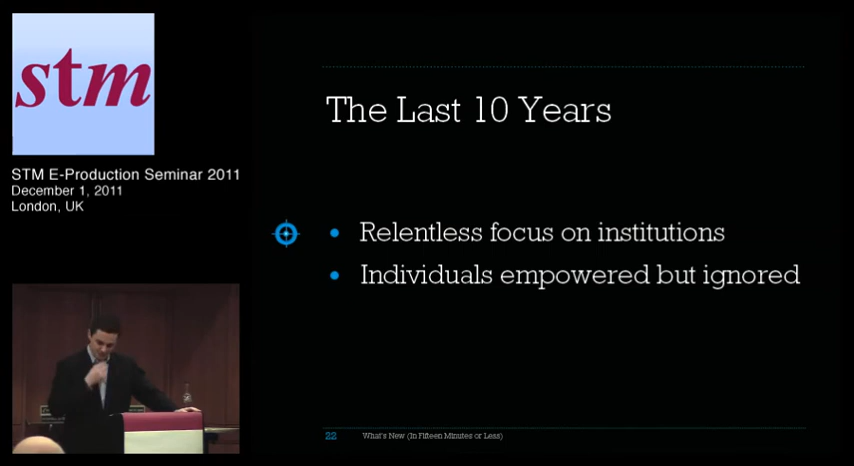 stm
STM E-Production Seminar 2011
December 1, 2011
London, UK
The Last 10 Years
Relentless focus on institutions
Individuals empowered but ignored
22 What's New (In Fifteen Minutes or Less)